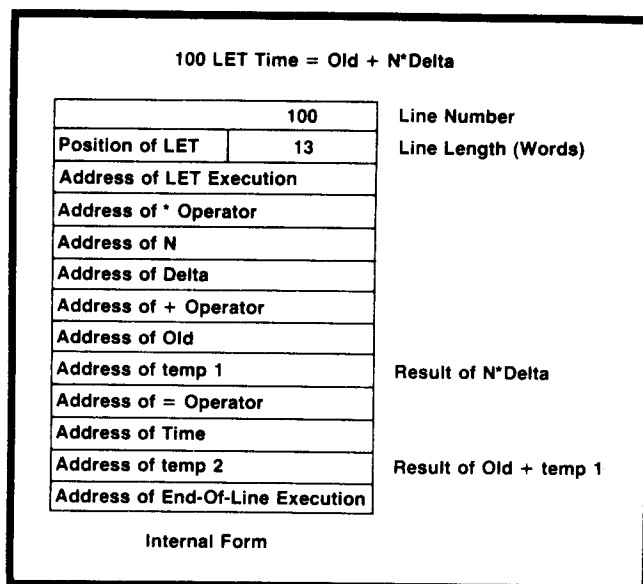 100 LET Time = Old + N*Delta
100 Line Number
Position of LET 13 Line Length (Words)
Address of LET Execution
Address of * Operator
Address of N
Address of Delta
Address of + Operator
Address of Old
Address of temp 1 Result of N*Delta
Address of = Operator
Address of Time
Address of temp 2 Result of Old + temp 1
Address of End-Of-Line Execution
Internal Form